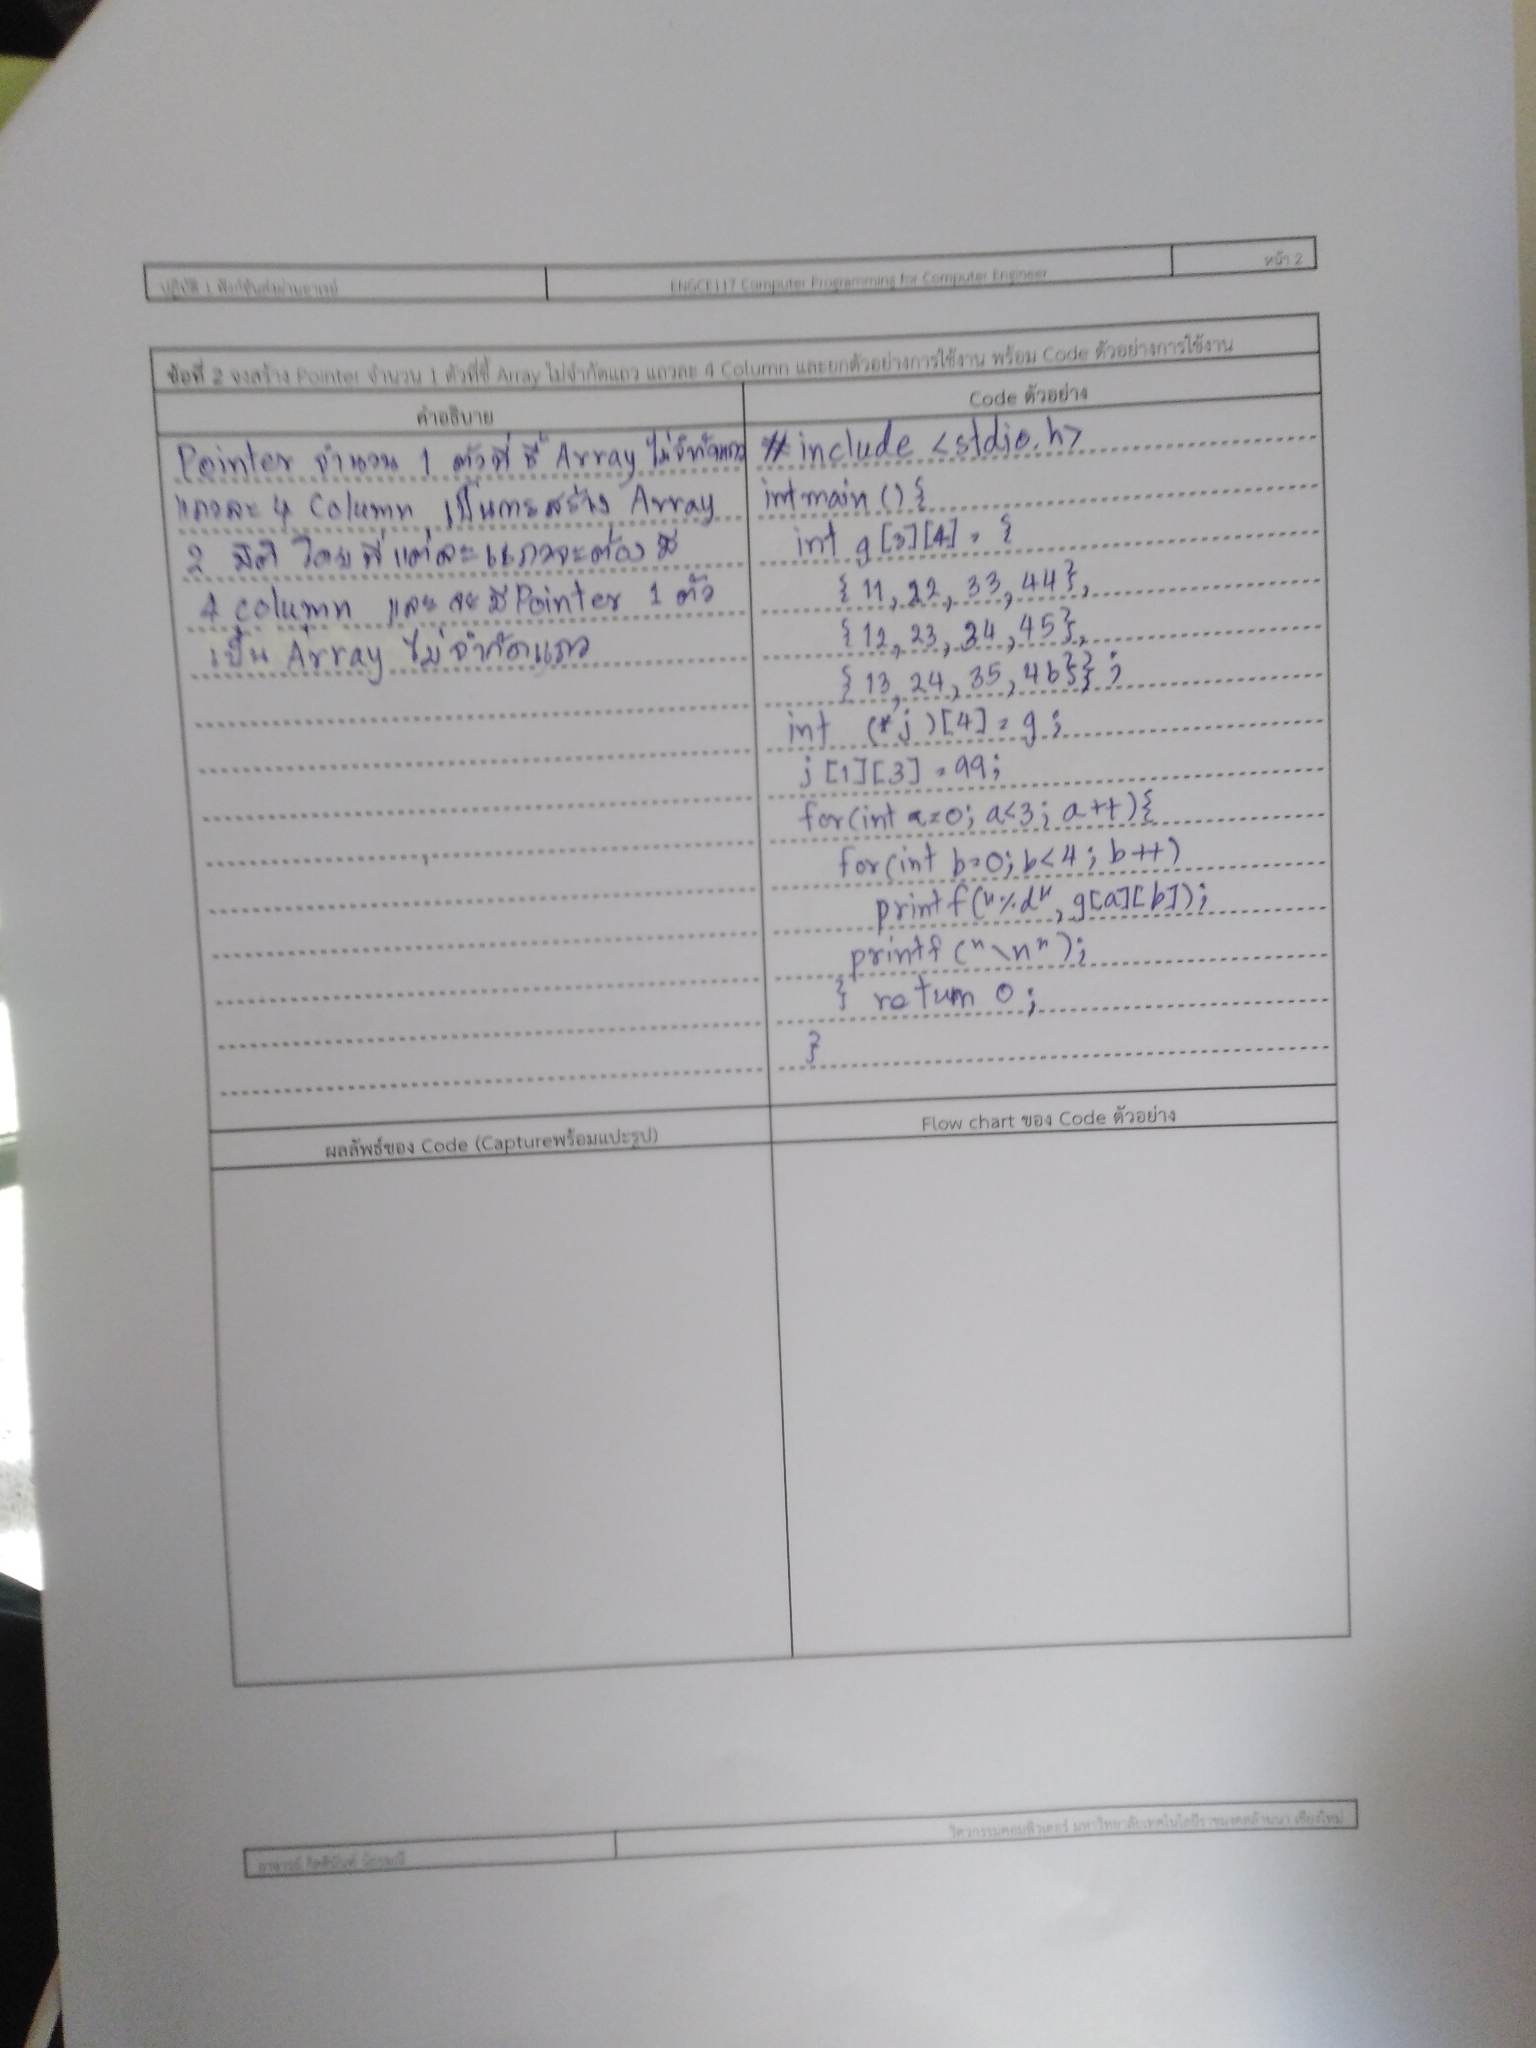 ปฏิบัติ 1 ฟังก์ชันส่งผ่านอาเรย์
ENGCE117 Computer Programming for Computer Engineer
หน้า 2
ข้อที่ 2 จงสร้าง Pointer จำนวน 1 ตัวที่ชี้ Array ไม่จำกัดแถว แถวละ 4 Column และยกตัวอย่างการใช้งาน พร้อม Code ตัวอย่างการใช้งาน
คำอธิบาย
Pointer จำนวน 1 ตัวที่ ชี้ Array ไม่จำกัดแถว
แถวละ 4 Column เป็นการสร้าง Array
2 มิติ โดยที่แต่ละแถวจะต้อง มี
4 column และ จะมี Pointer 1 ตัว
เป็น Array ไม่จำกัดแถว
Code ตัวอย่าง
#include <stdio.h>
int main () {
int g[3][4] = {
{ 11, 22, 33, 44},
{12, 23, 34, 45},
{ 13, 24, 35, 46}} ;
int (*j)[4] = g ;
j [1][3] = 99;
for(int a=0; a<3; a++){
for(int b=0; b<4; b++)
printf("%d", g[a][b]);
printf ("\n");
} return 0;
}
ผลลัพธ์ของ Code (Captureพร้อมแปะรูป)
Flow chart ของ Code ตัวอย่าง
วิศวกรรมคอมพิวเตอร์ มหาวิทยาลัยเทคโนโลยีราชมงคลล้านนา เชียงใหม่
อาจารย์